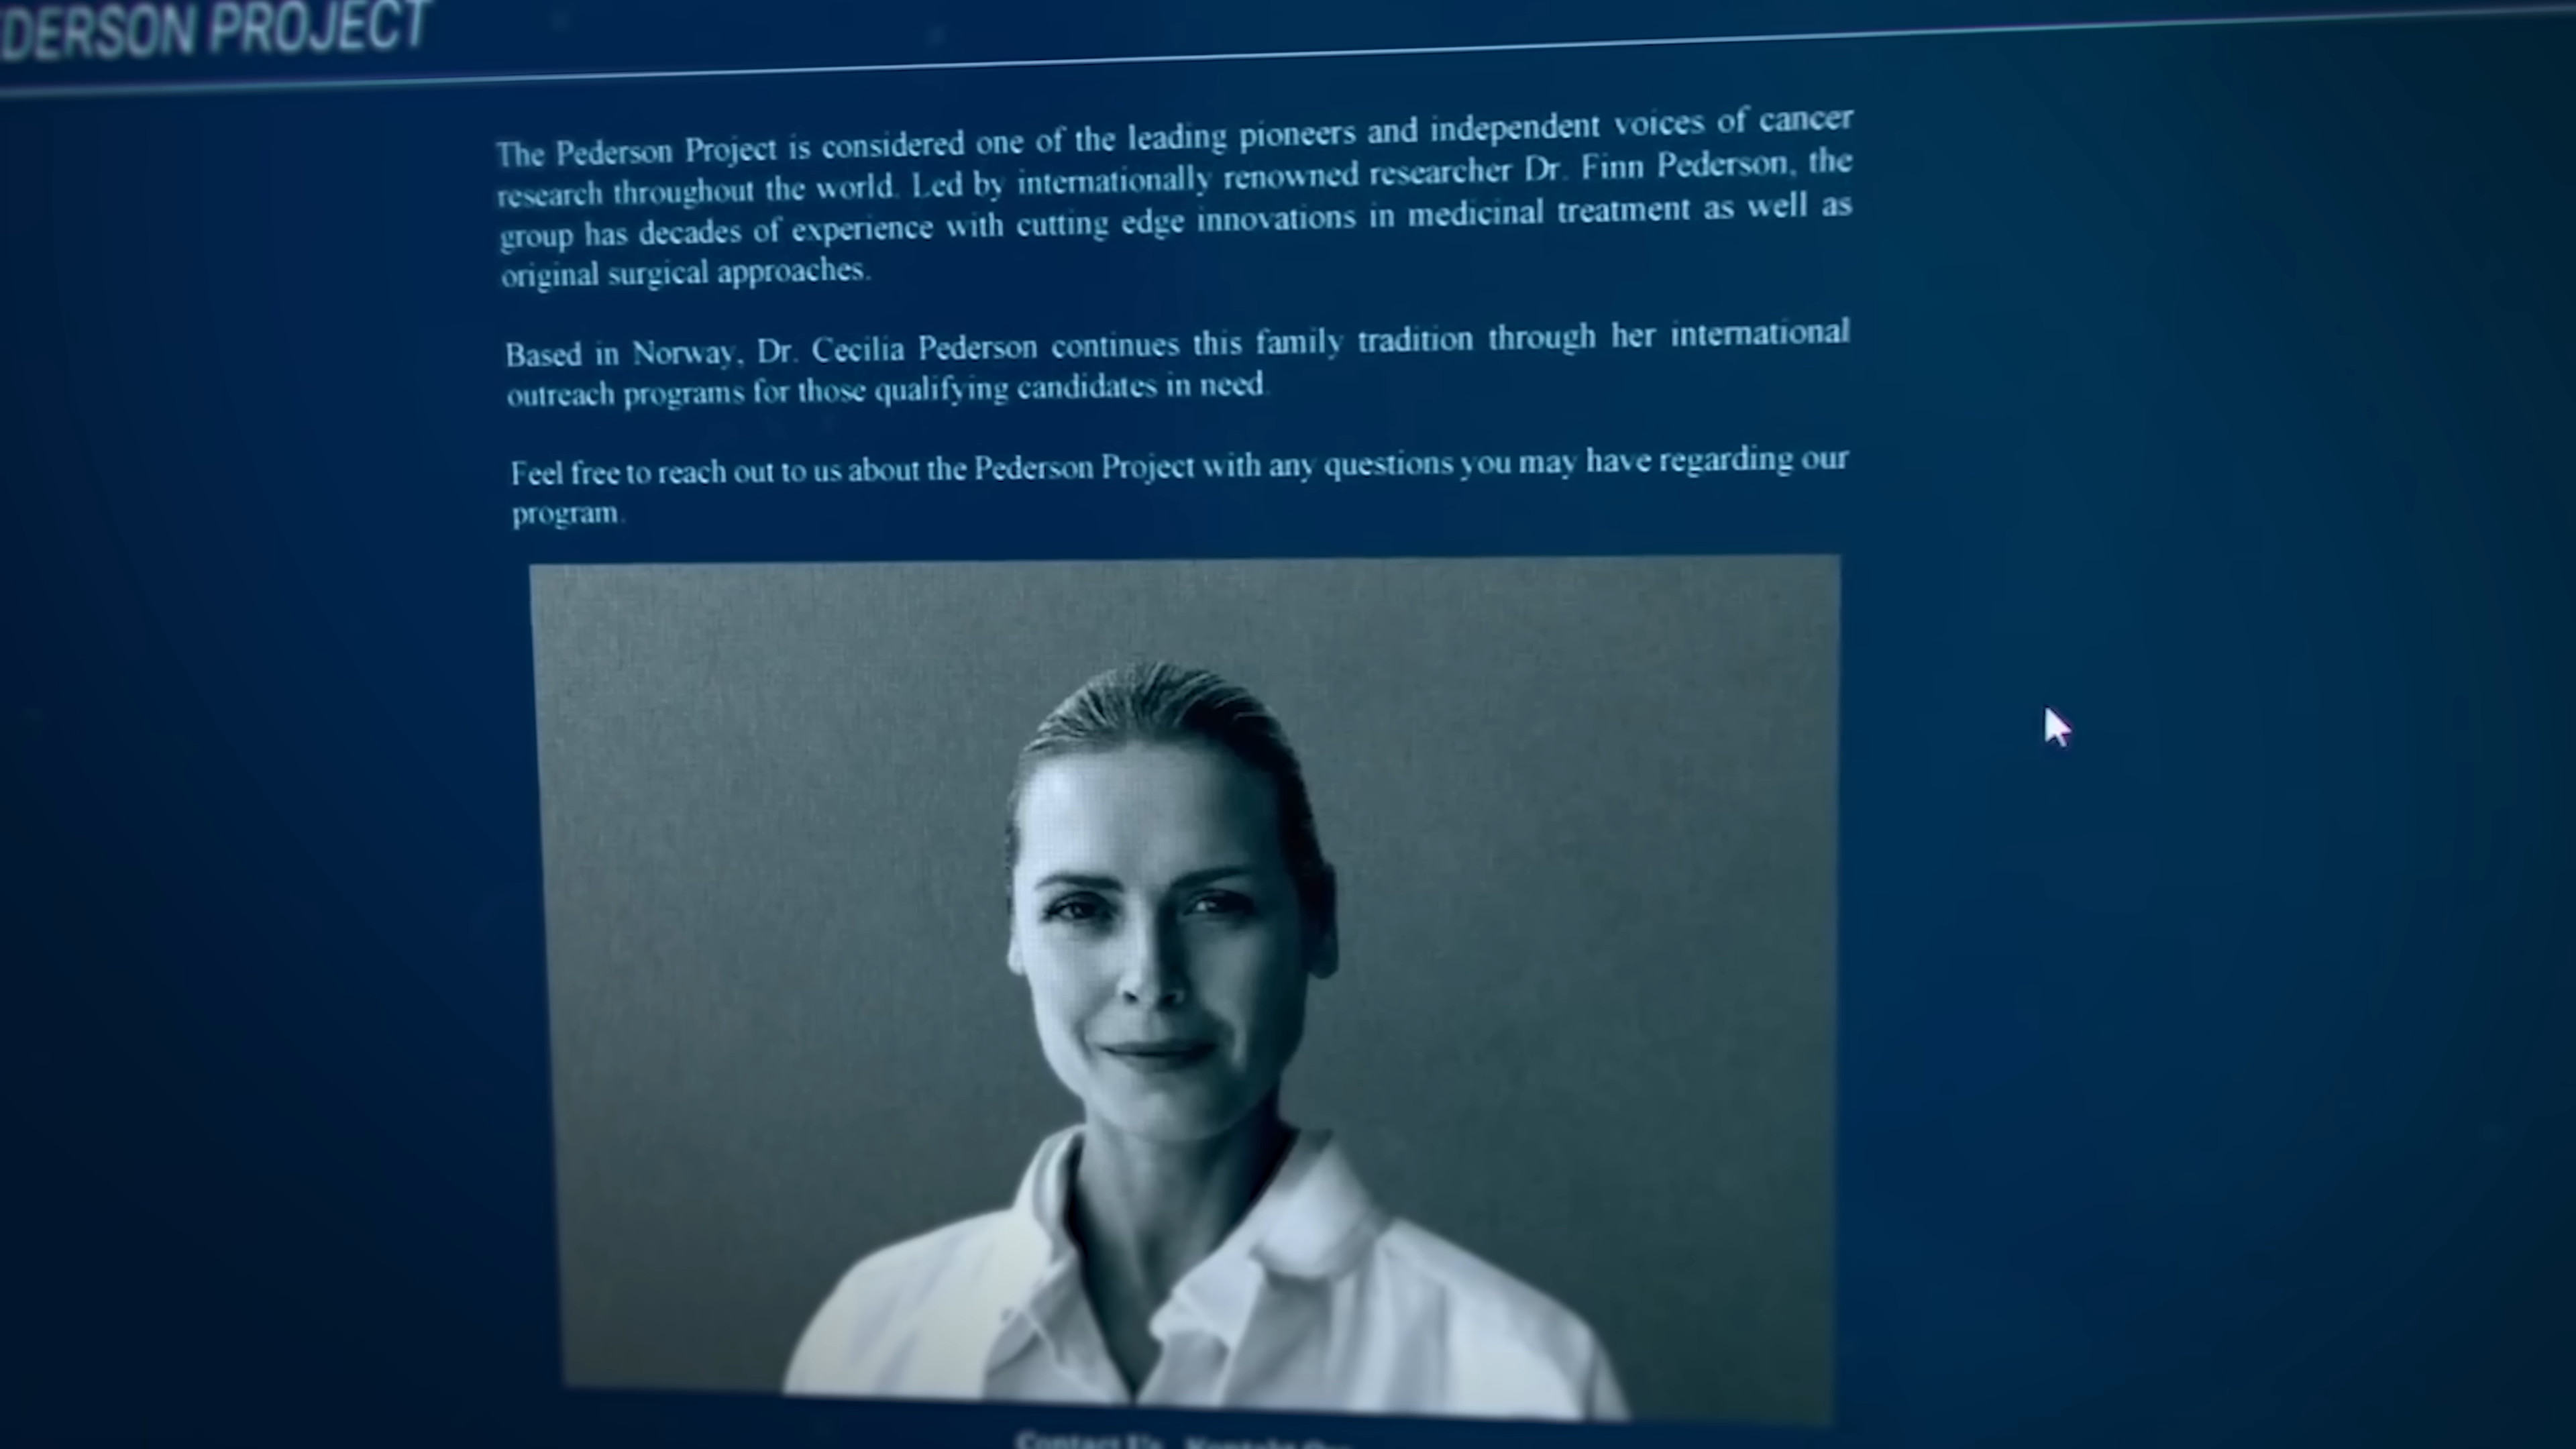 DERSON PROJECT
The Pederson Project is considered one of the leading pioneers and independent voices of cancer
research throughout the world. Led by internationally renowned researcher Dr. Finn Pederson, the
group has decades of experience with cutting edge innovations in medicinal treatment as well as
original surgical approaches.
Based in Norway, Dr. Cecilia Pederson continues this family tradition through her international
outreach programs for those qualifying candidates in need.
Feel free to reach out to us about the Pederson Project with any questions you may have regarding our
program.
Contact Us Kontakt Oss